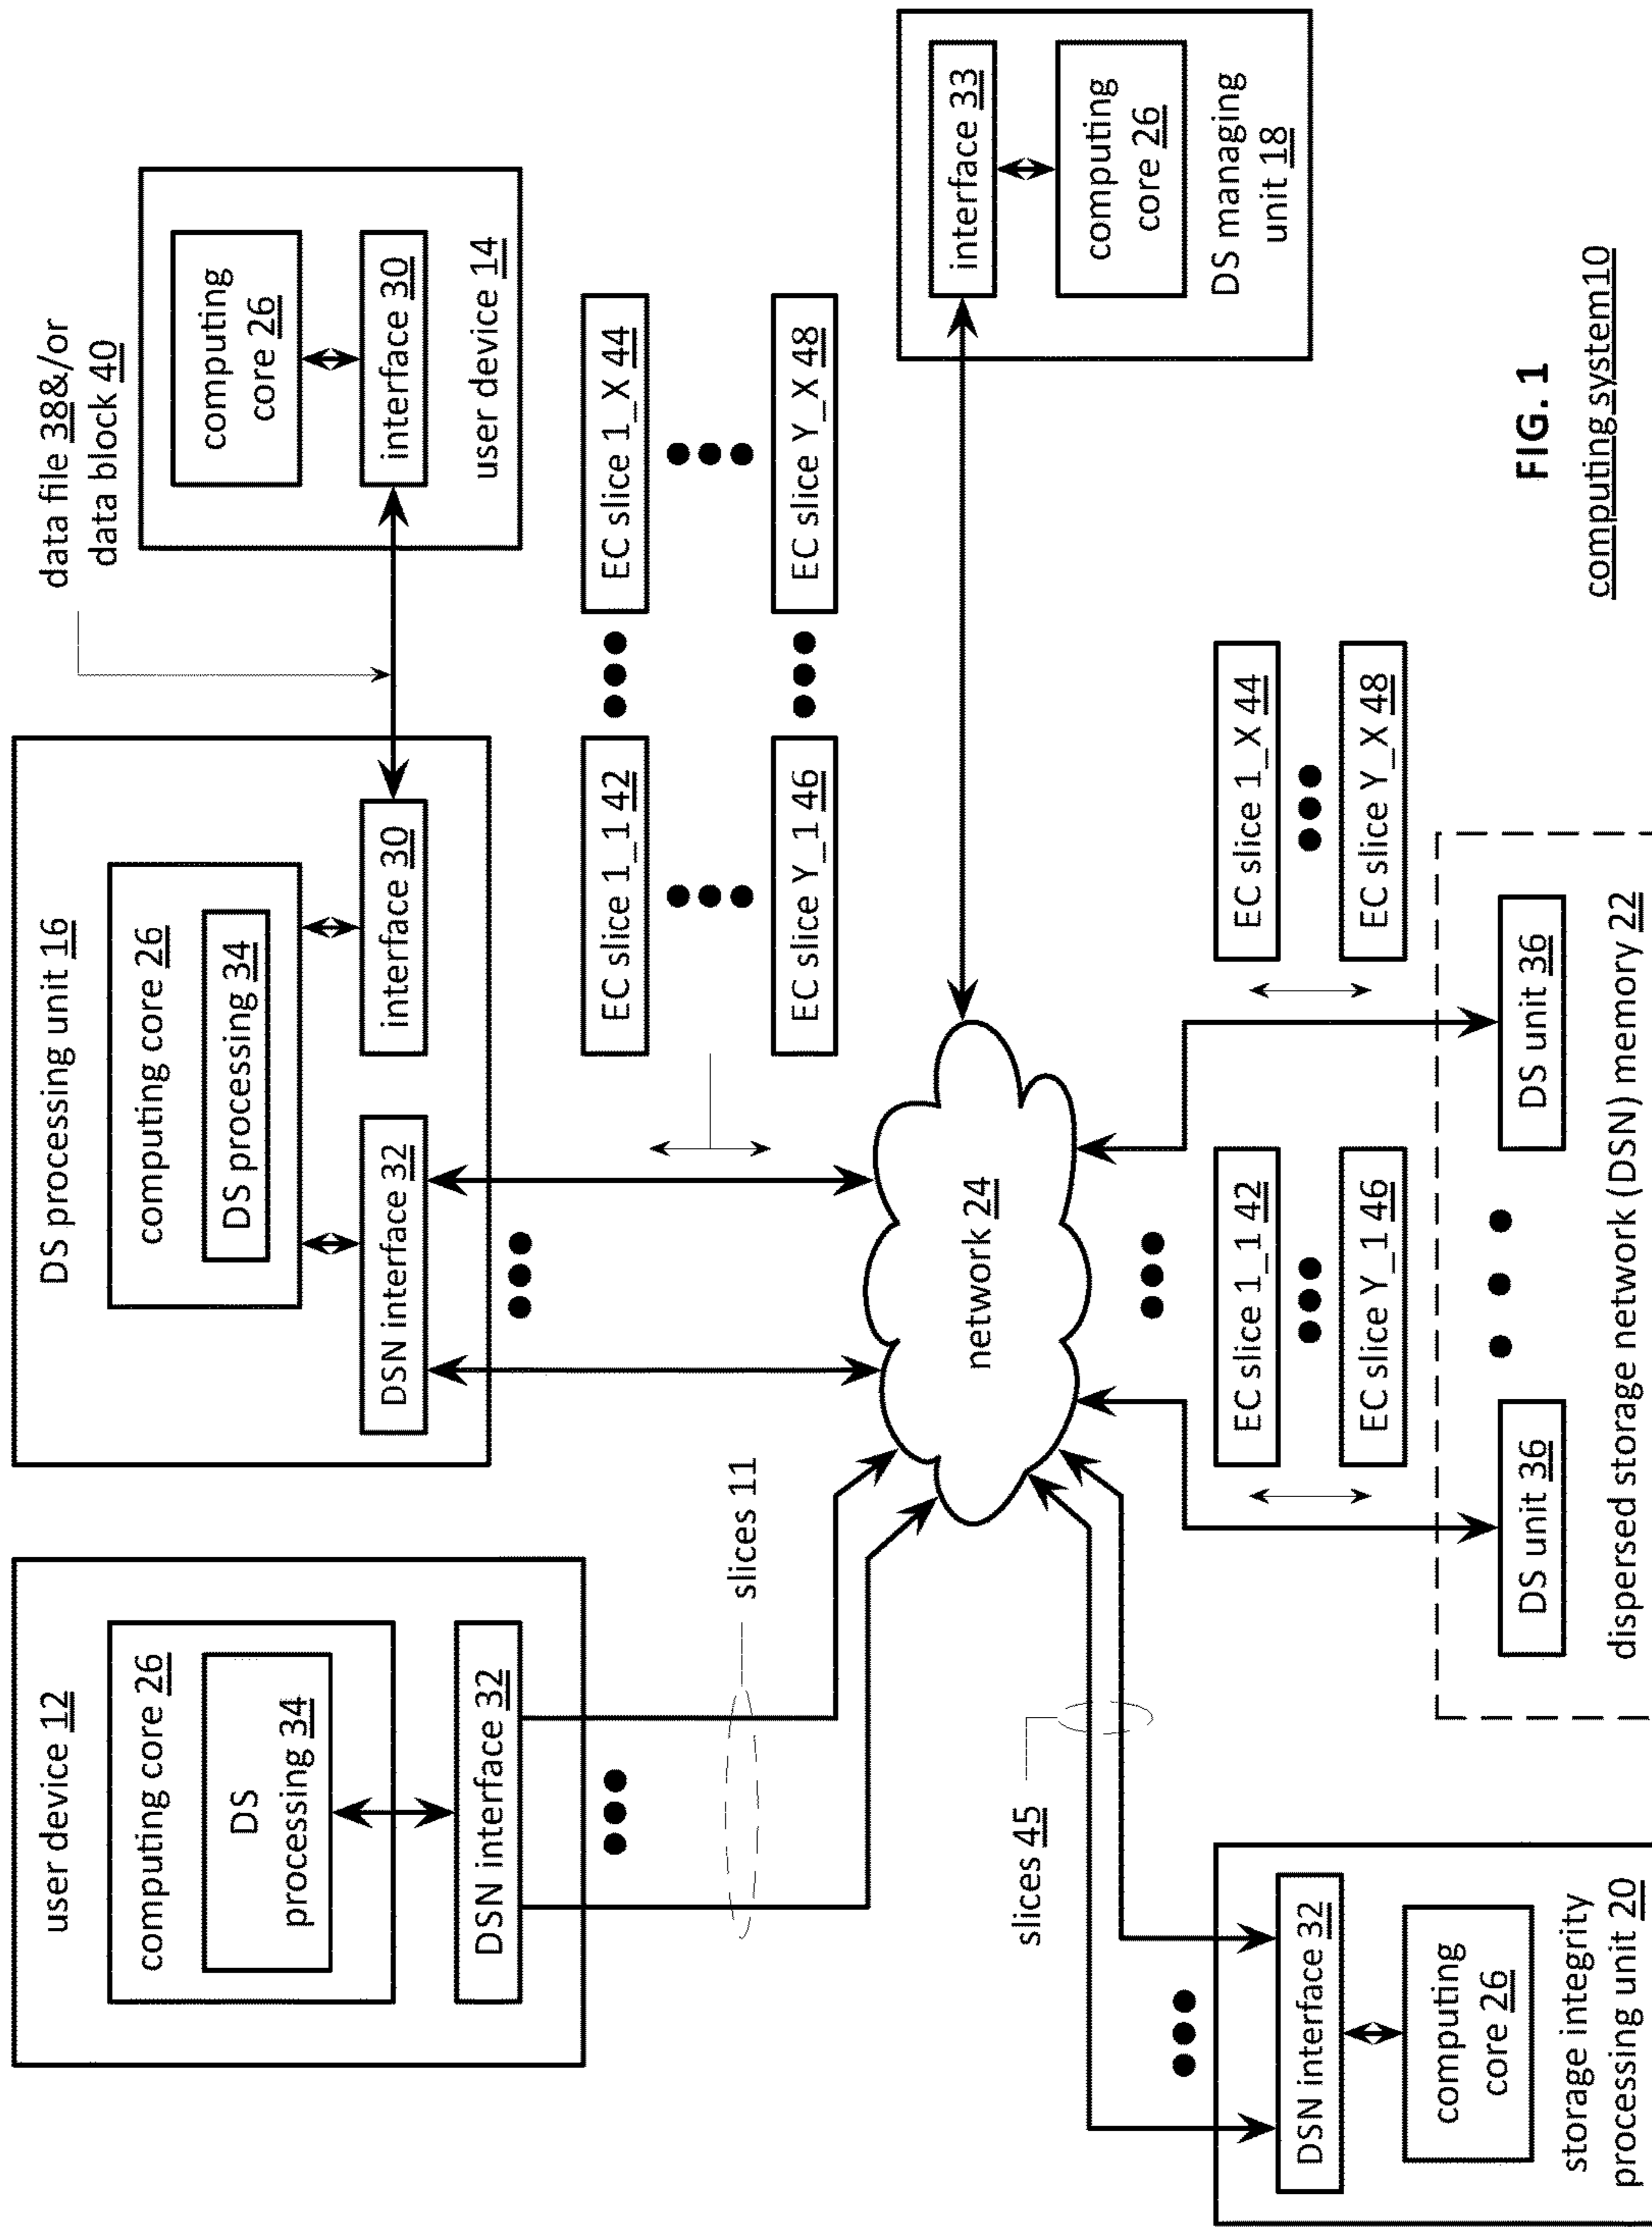 user device 12
computing core 26
DS
processing 34
DSN interface 32
slices 11
DS processing unit 16
computing core 26
DS processing 34
DSN interface 32
interface 30
data file 38&/or
data block 40
computing
core 26
interface 30
user device 14
EC slice 1_1 42
EC slice 1_X 44
EC slice Y_1 46
EC slice Y_X 48
network 24
interface 33
computing
core 26
DS managing
unit 18
slices 45
DSN interface 32
computing
core 26
storage integrity
processing unit 20
EC slice 1_1 42
EC slice Y_1 46
EC slice 1_X 44
EC slice Y_X 48
DS unit 36
DS unit 36
dispersed storage network (DSN) memory 22
FIG. 1
computing system10